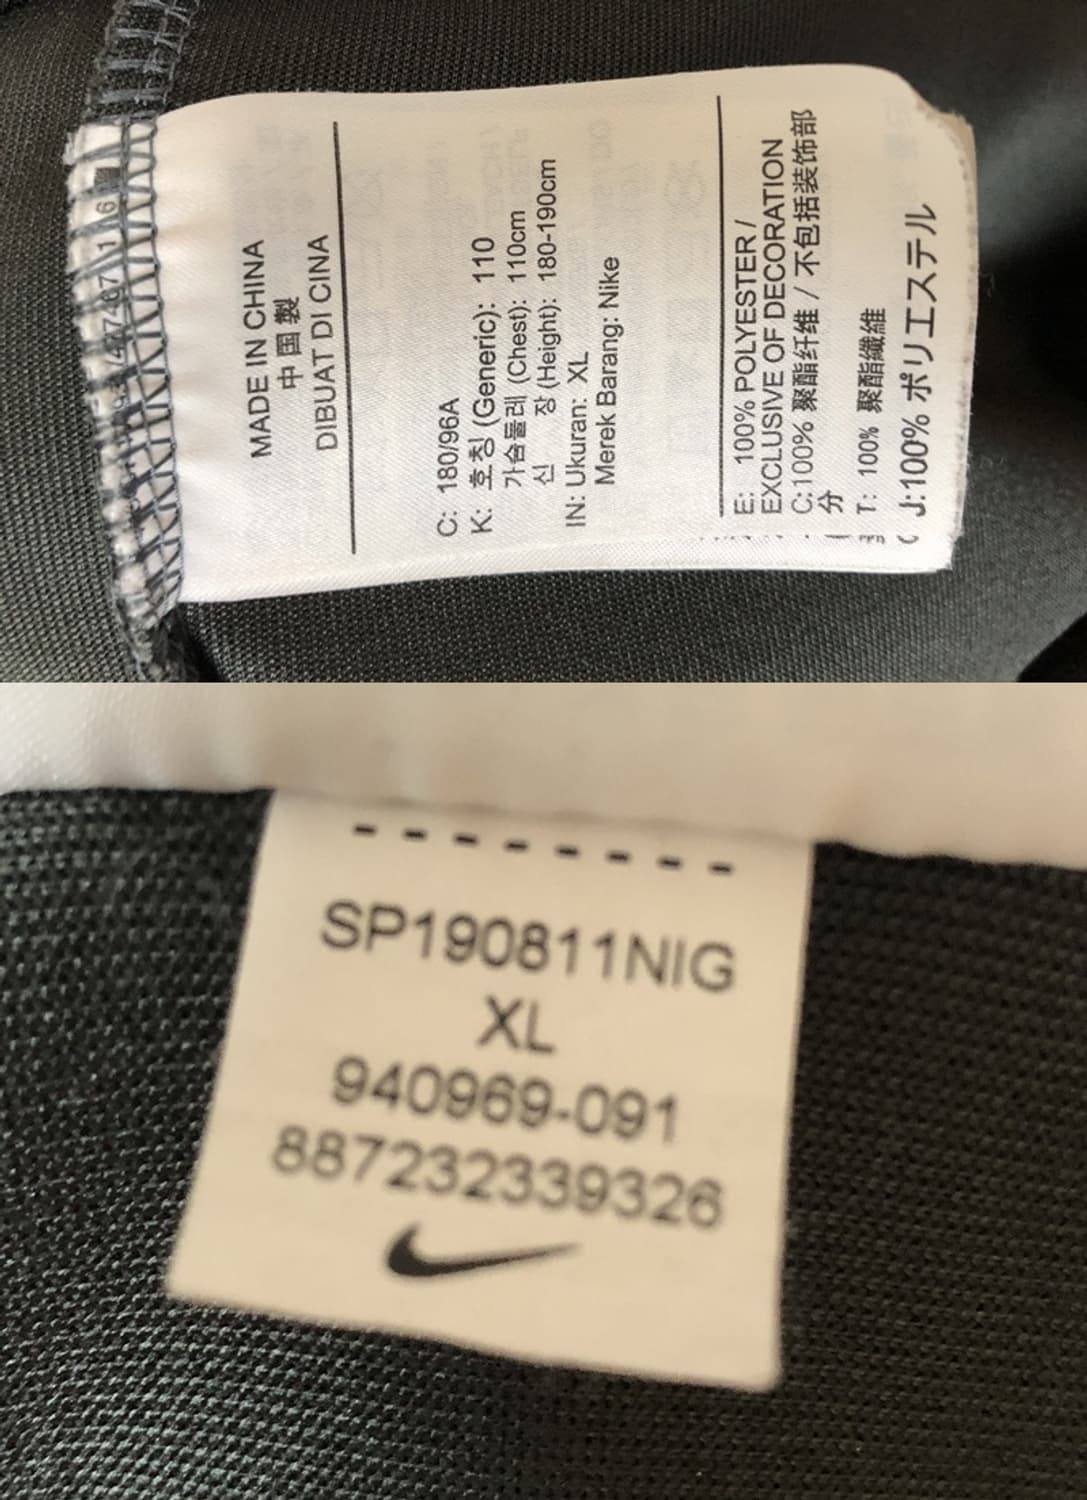 MADE IN CHINA
中国製
DIBUAT DI CINA
C: 180/96A
K: 호칭 (Generic): 110
가슴둘레 (Chest): 110cm
신 장 (Height): 180-190cm
IN: Ukuran: XL
Merek Barang: Nike
E: 100% POLYESTER /
EXCLUSIVE OF DECORATION
C:100% 聚酯纤维 / 不包括装饰部
分
T: 100% 聚酯纖維
J:100% ポリエステル
SP190811NIG
XL
940969-091
887232339326